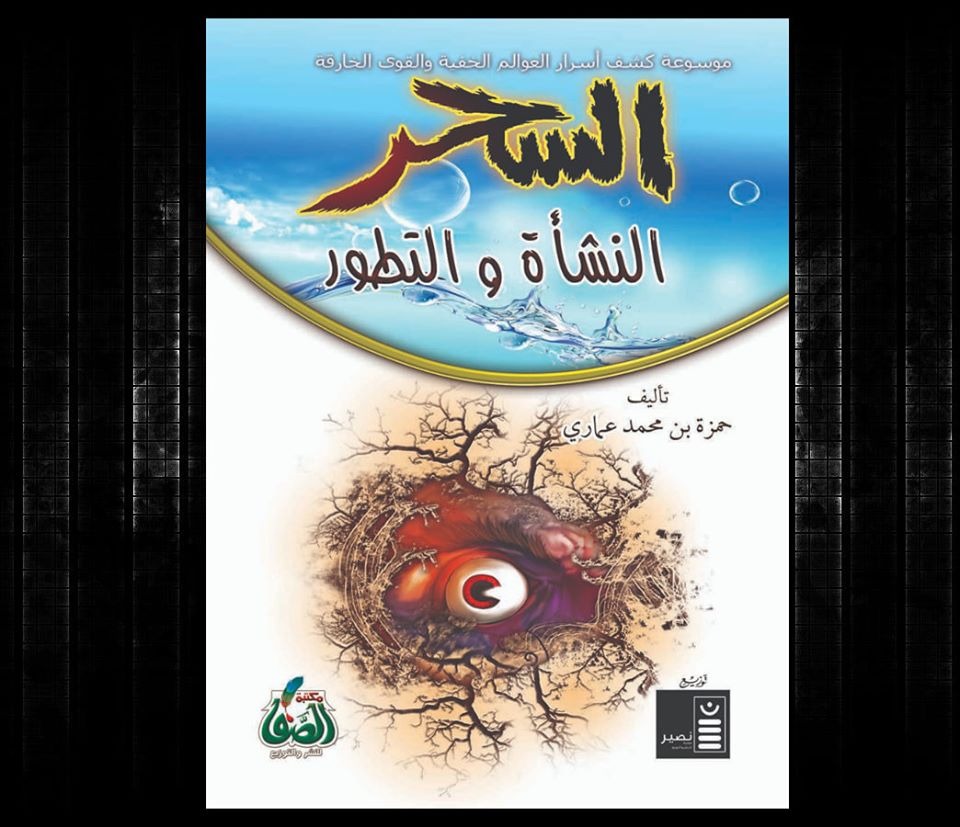 موسوعة كشف أسرار العوالم الخفية والقوى الخارقة
السحر
النشأة و التطور
تأليف
حمزة بن محمد عماري
توزيع
نصير
مكتبة
الصفا
للنشر والتوزيع